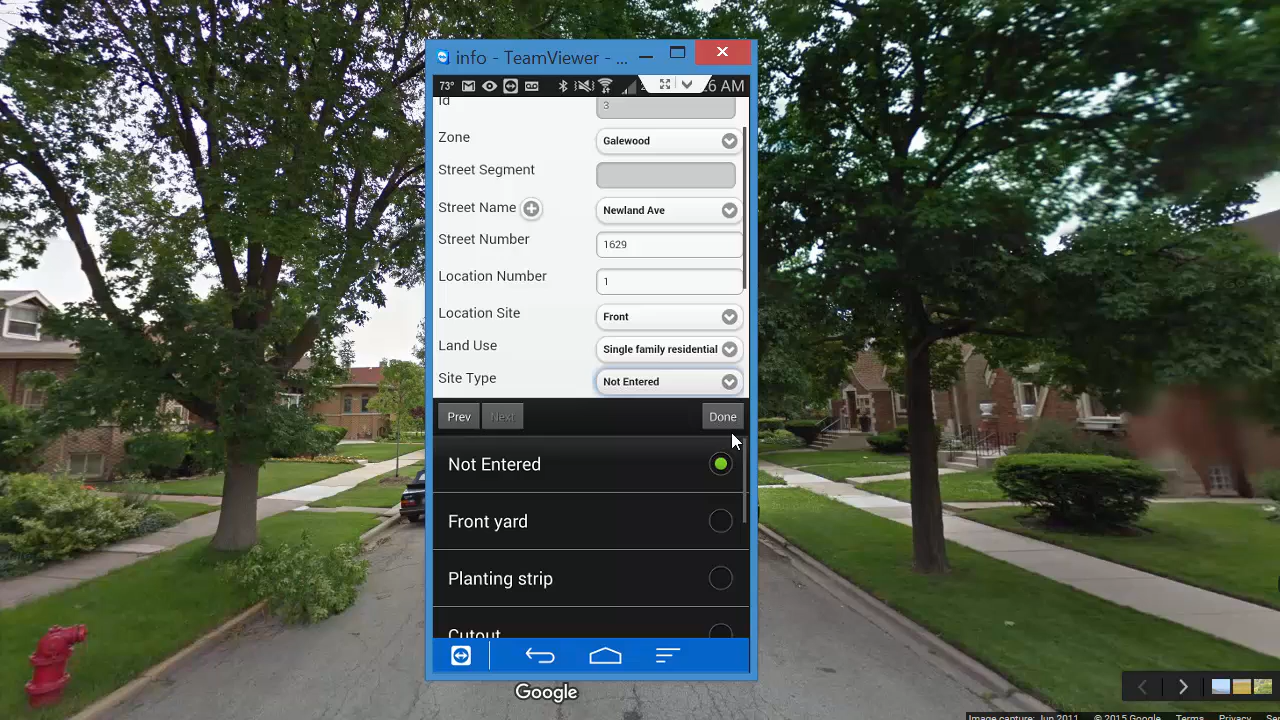 info - TeamViewer - ...
73° 6 AM
Id 3
Zone Galewood
Street Segment
Street Name Newland Ave
Street Number 1629
Location Number 1
Location Site Front
Land Use Single family residential
Site Type Not Entered
Prev Next Done
Not Entered
Front yard
Planting strip
Cutout
Google
Image capture: Jun 2011 © 2015 Google Terms Privacy